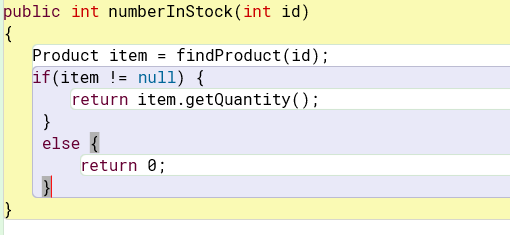 public int numberInStock(int id)
{
Product item = findProduct(id);
if(item != null) {
return item.getQuantity();
}
else {
return 0;
}
}